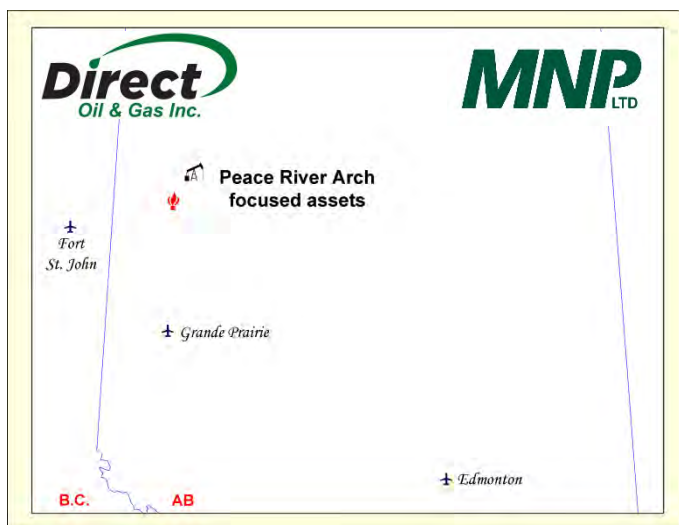 Direct
Oil & Gas Inc.
MNP
LTD
Peace River Arch
focused assets
Fort
St. John
Grande Prairie
Edmonton
B.C.
AB